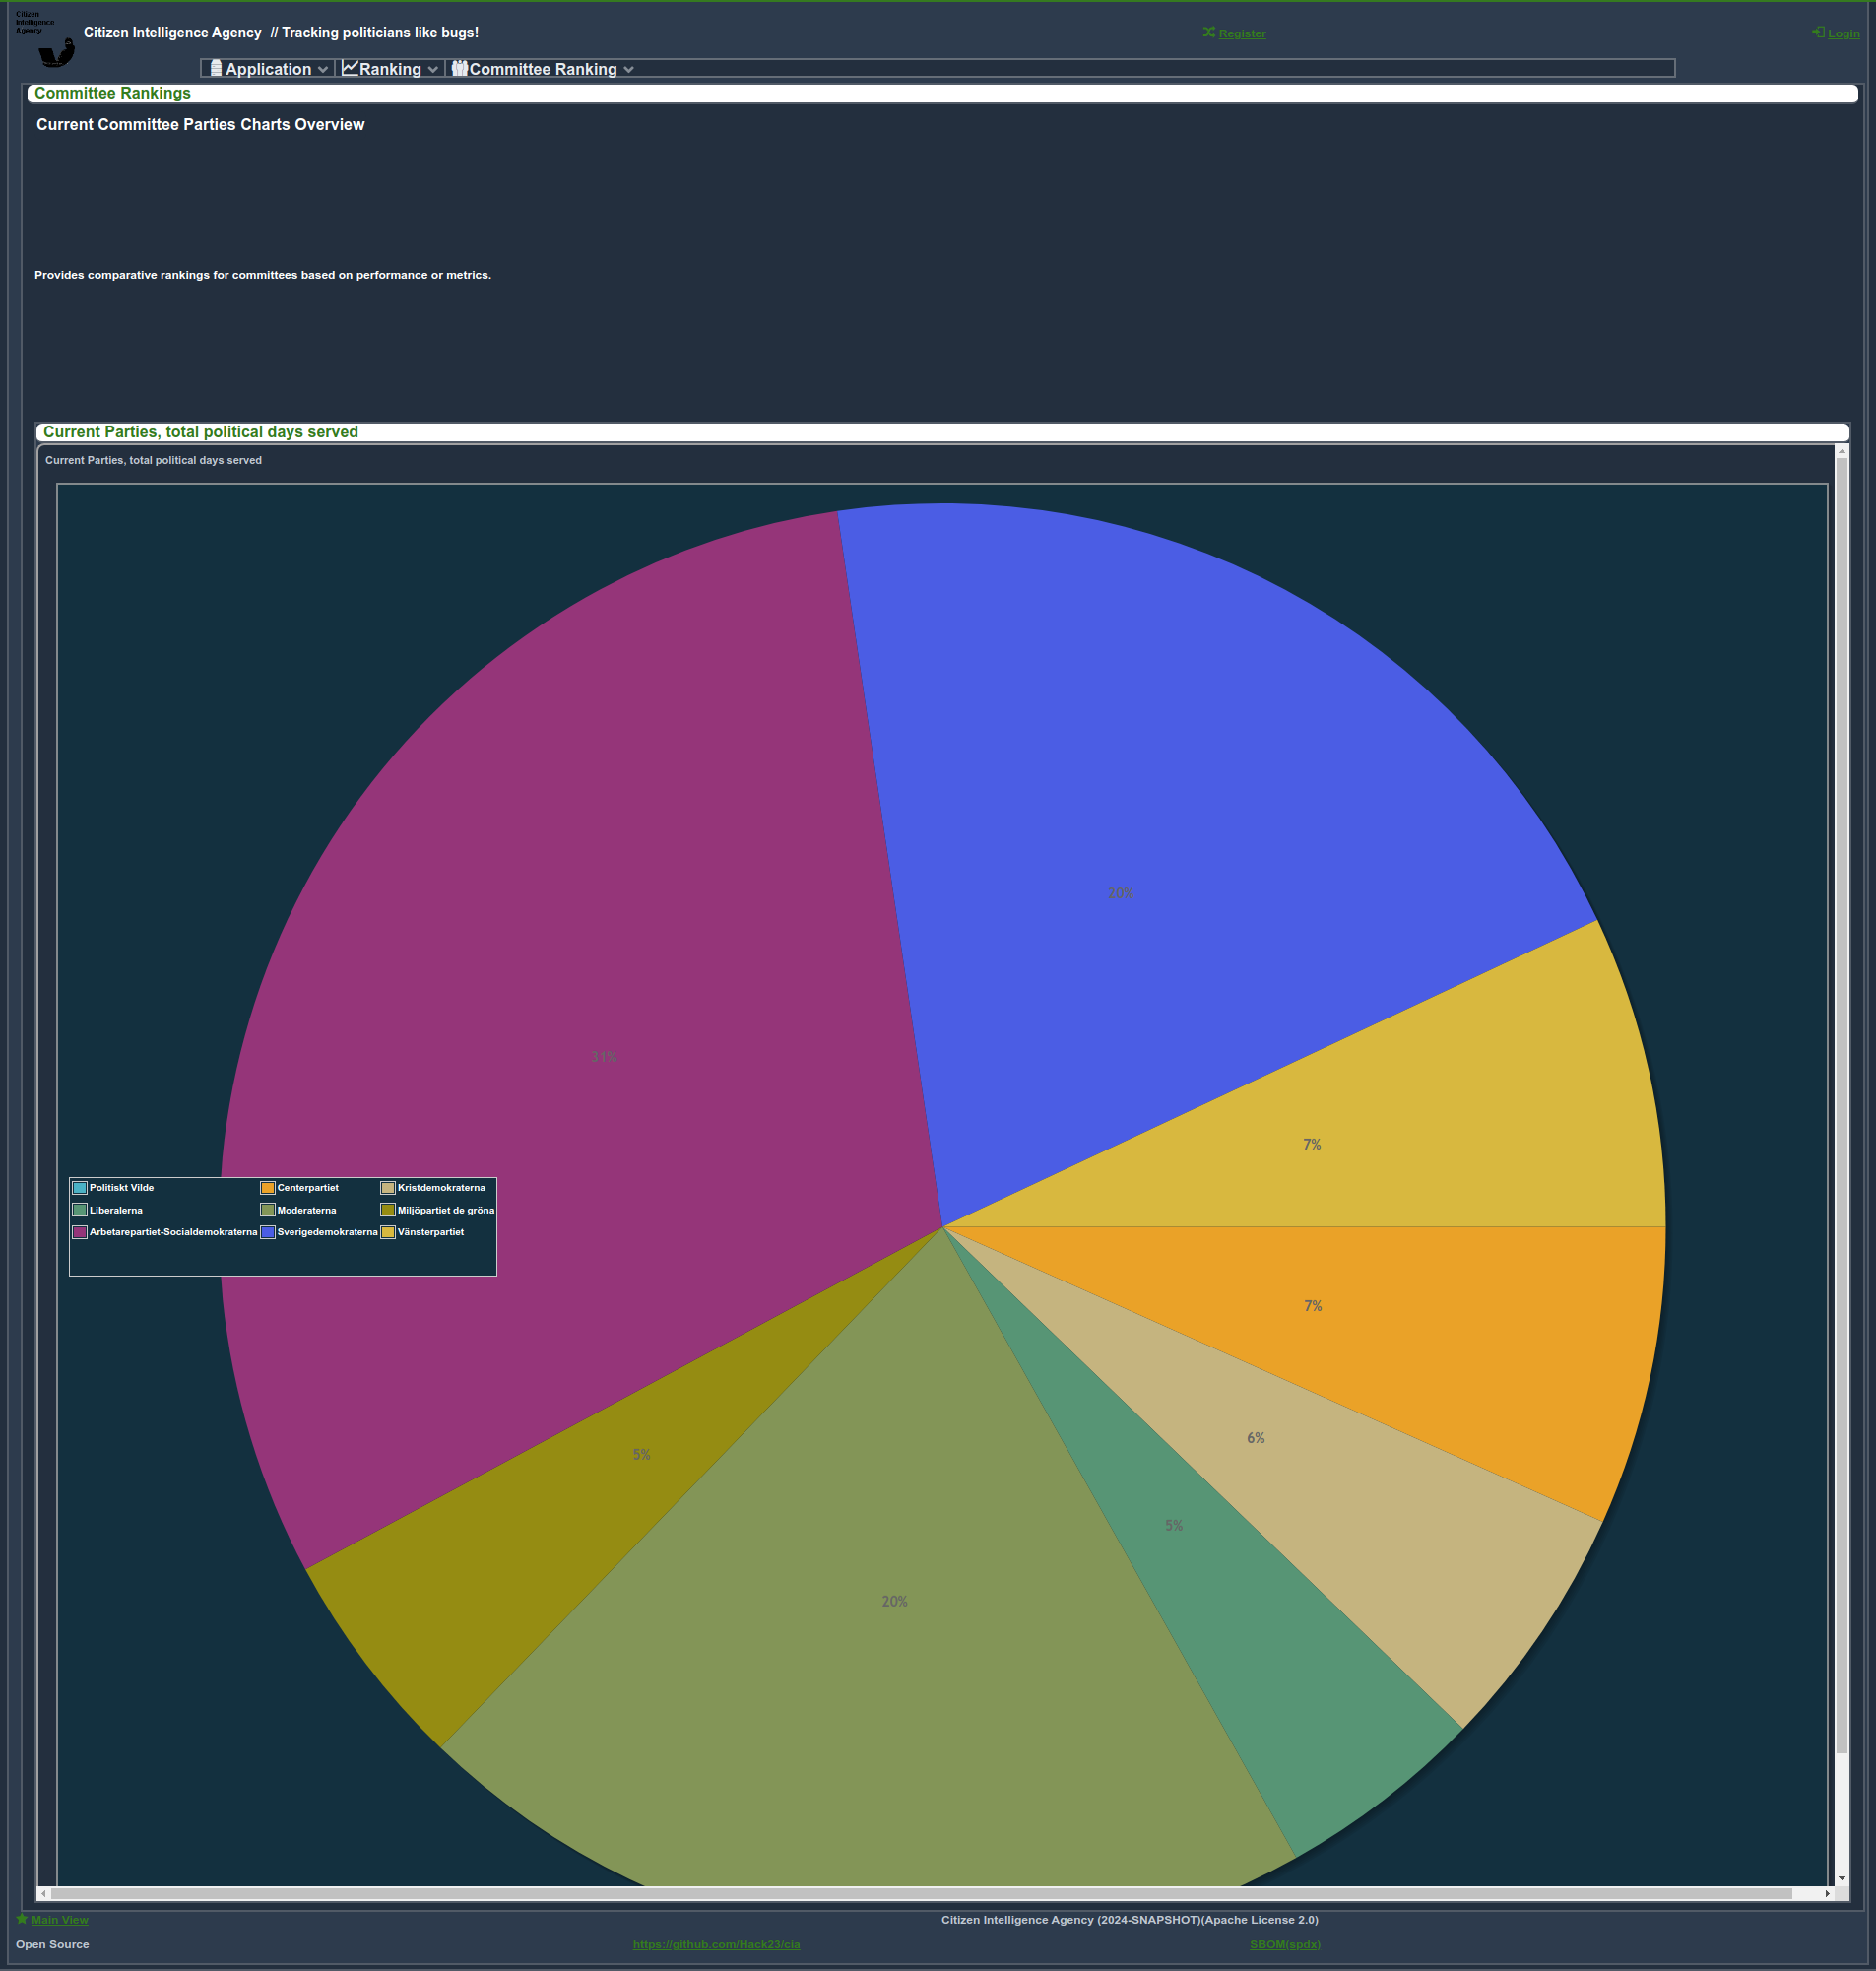 Citizen
Intelligence
Agency
Citizen Intelligence Agency // Tracking politicians like bugs!
Register
Login
Application
Ranking
Committee Ranking
Committee Rankings
Current Committee Parties Charts Overview
Provides comparative rankings for committees based on performance or metrics.
Current Parties, total political days served
Current Parties, total political days served
20%
31%
7%
Politiskt Vilde
Centerpartiet
Kristdemokraterna
Liberalerna
Moderaterna
Miljöpartiet de gröna
Arbetarepartiet-Socialdemokraterna
Sverigedemokraterna
Vänsterpartiet
7%
6%
5%
5%
20%
Main View
Citizen Intelligence Agency (2024-SNAPSHOT)(Apache License 2.0)
Open Source
https://github.com/Hack23/cia
SBOM(spdx)